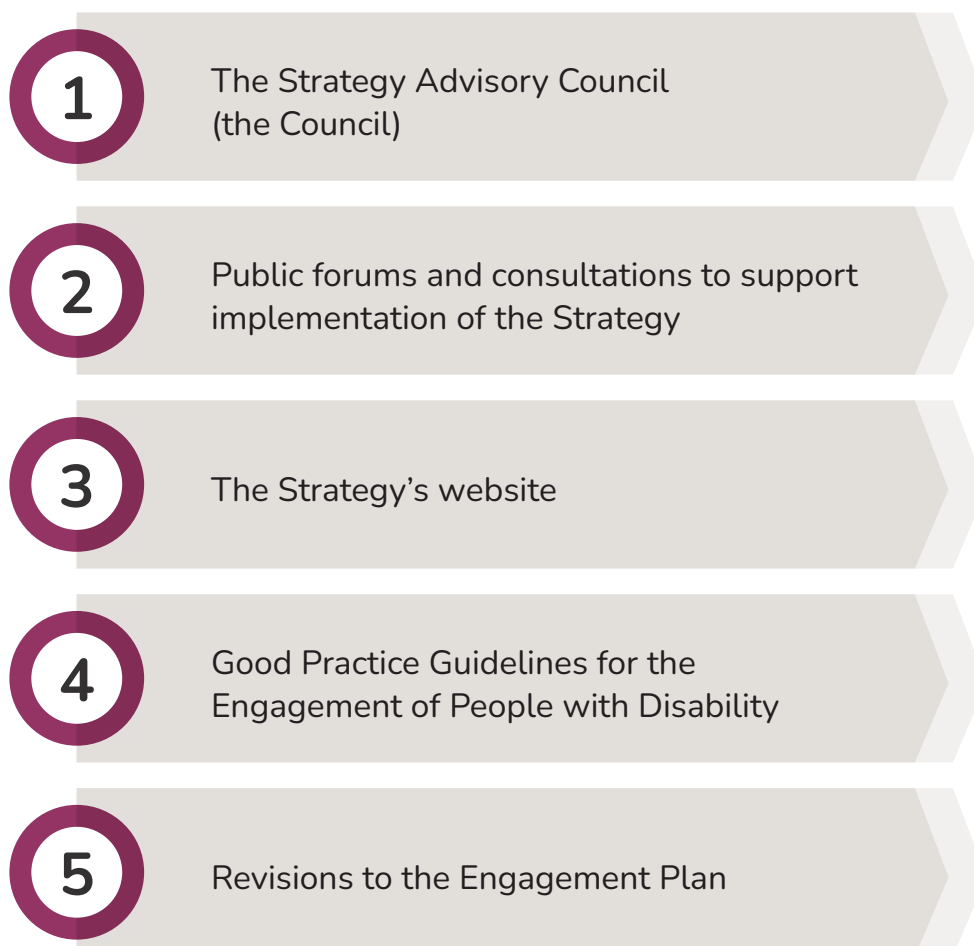 1
The Strategy Advisory Council
(the Council)
2
Public forums and consultations to support
implementation of the Strategy
3
The Strategy’s website
4
Good Practice Guidelines for the
Engagement of People with Disability
5
Revisions to the Engagement Plan